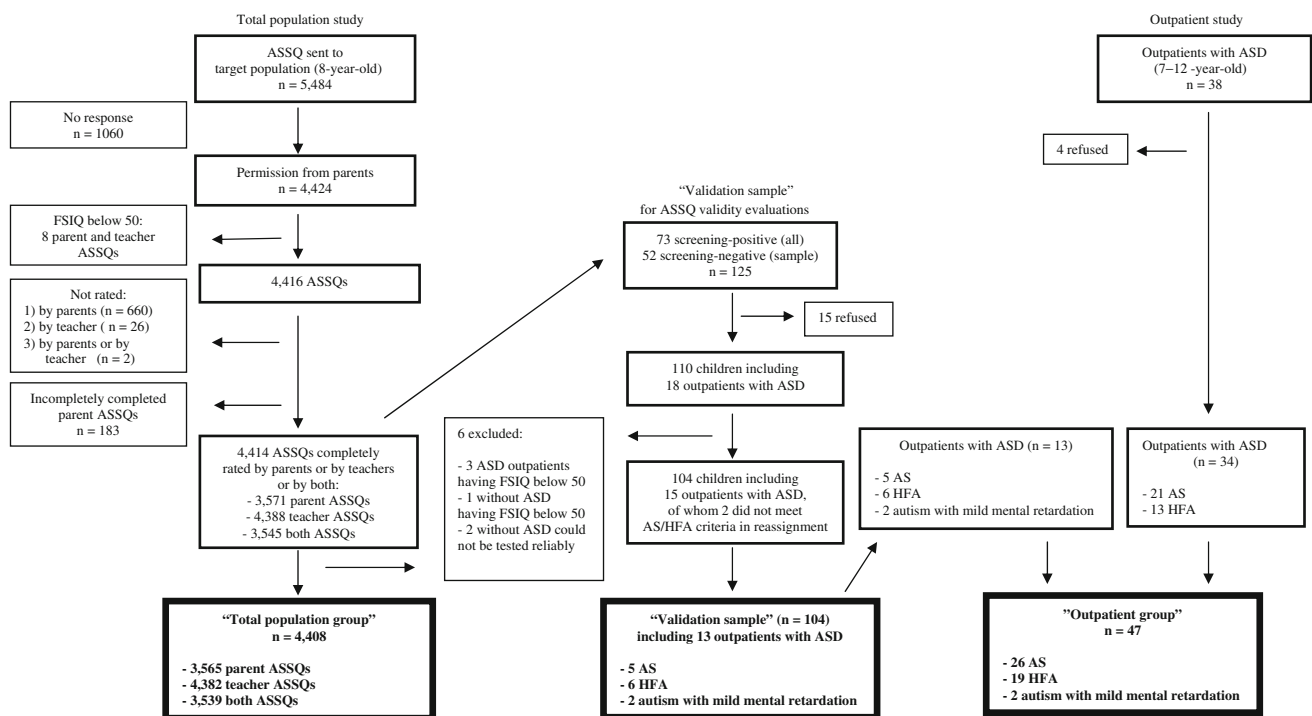 Total population study
ASSQ sent to
target population (8-year-old)
n = 5,484
No response
n = 1060
Permission from parents
n = 4,424
FSIQ below 50:
8 parent and teacher
ASSQs
4,416 ASSQs
Not rated:
1) by parents (n = 660)
2) by teacher ( n = 26)
3) by parents or by
teacher (n = 2)
Incompletely completed
parent ASSQs
n = 183
4,414 ASSQs completely
rated by parents or by teachers
or by both:
- 3,571 parent ASSQs
- 4,388 teacher ASSQs
- 3,545 both ASSQs
6 excluded:
- 3 ASD outpatients
having FSIQ below 50
- 1 without ASD
having FSIQ below 50
- 2 without ASD could
not be tested reliably
“Total population group”
n = 4,408
- 3,565 parent ASSQs
- 4,382 teacher ASSQs
- 3,539 both ASSQs
“Validation sample”
for ASSQ validity evaluations
73 screening-positive (all)
52 screening-negative (sample)
n = 125
15 refused
110 children including
18 outpatients with ASD
104 children including
15 outpatients with ASD,
of whom 2 did not meet
AS/HFA criteria in reassignment
“Validation sample” (n = 104)
including 13 outpatients with ASD
- 5 AS
- 6 HFA
- 2 autism with mild mental retardation
Outpatient study
Outpatients with ASD
(7–12 -year-old)
n = 38
4 refused
Outpatients with ASD (n = 13)
- 5 AS
- 6 HFA
- 2 autism with mild mental retardation
Outpatients with ASD
(n = 34)
- 21 AS
- 13 HFA
”Outpatient group”
n = 47
- 26 AS
- 19 HFA
- 2 autism with mild mental retardation